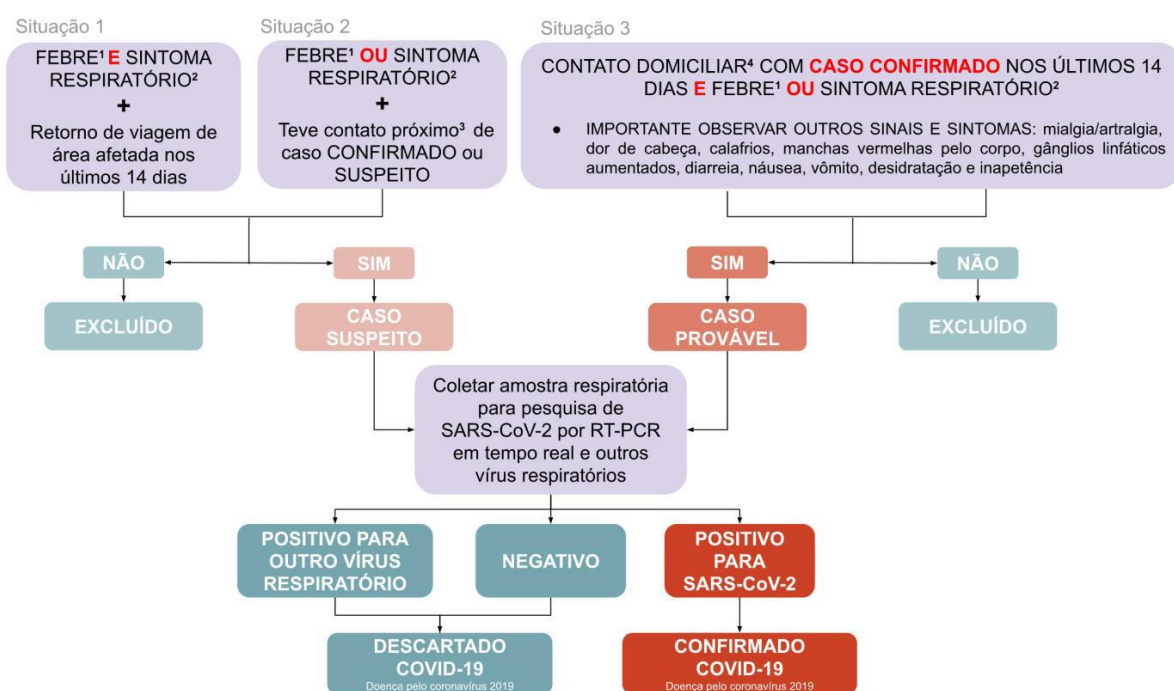 Situação 1
FEBRE¹ E SINTOMA
RESPIRATÓRIO²
+
Retorno de viagem de
área afetada nos
últimos 14 dias
Situação 2
FEBRE¹ OU SINTOMA
RESPIRATÓRIO²
+
Teve contato próximo³ de
caso CONFIRMADO ou
SUSPEITO
Situação 3
CONTATO DOMICILIAR⁴ COM CASO CONFIRMADO NOS ÚLTIMOS 14
DIAS E FEBRE¹ OU SINTOMA RESPIRATÓRIO²
● IMPORTANTE OBSERVAR OUTROS SINAIS E SINTOMAS: mialgia/artralgia,
dor de cabeça, calafrios, manchas vermelhas pelo corpo, gânglios linfáticos
aumentados, diarreia, náusea, vômito, desidratação e inapetência
NÃO
SIM
SIM
NÃO
EXCLUÍDO
CASO
SUSPEITO
CASO
PROVÁVEL
EXCLUÍDO
Coletar amostra respiratória
para pesquisa de
SARS-CoV-2 por RT-PCR
em tempo real e outros
vírus respiratórios
POSITIVO PARA
OUTRO VÍRUS
RESPIRATÓRIO
NEGATIVO
POSITIVO
PARA
SARS-CoV-2
DESCARTADO
COVID-19
Doença pelo coronavírus 2019
CONFIRMADO
COVID-19
Doença pelo coronavírus 2019